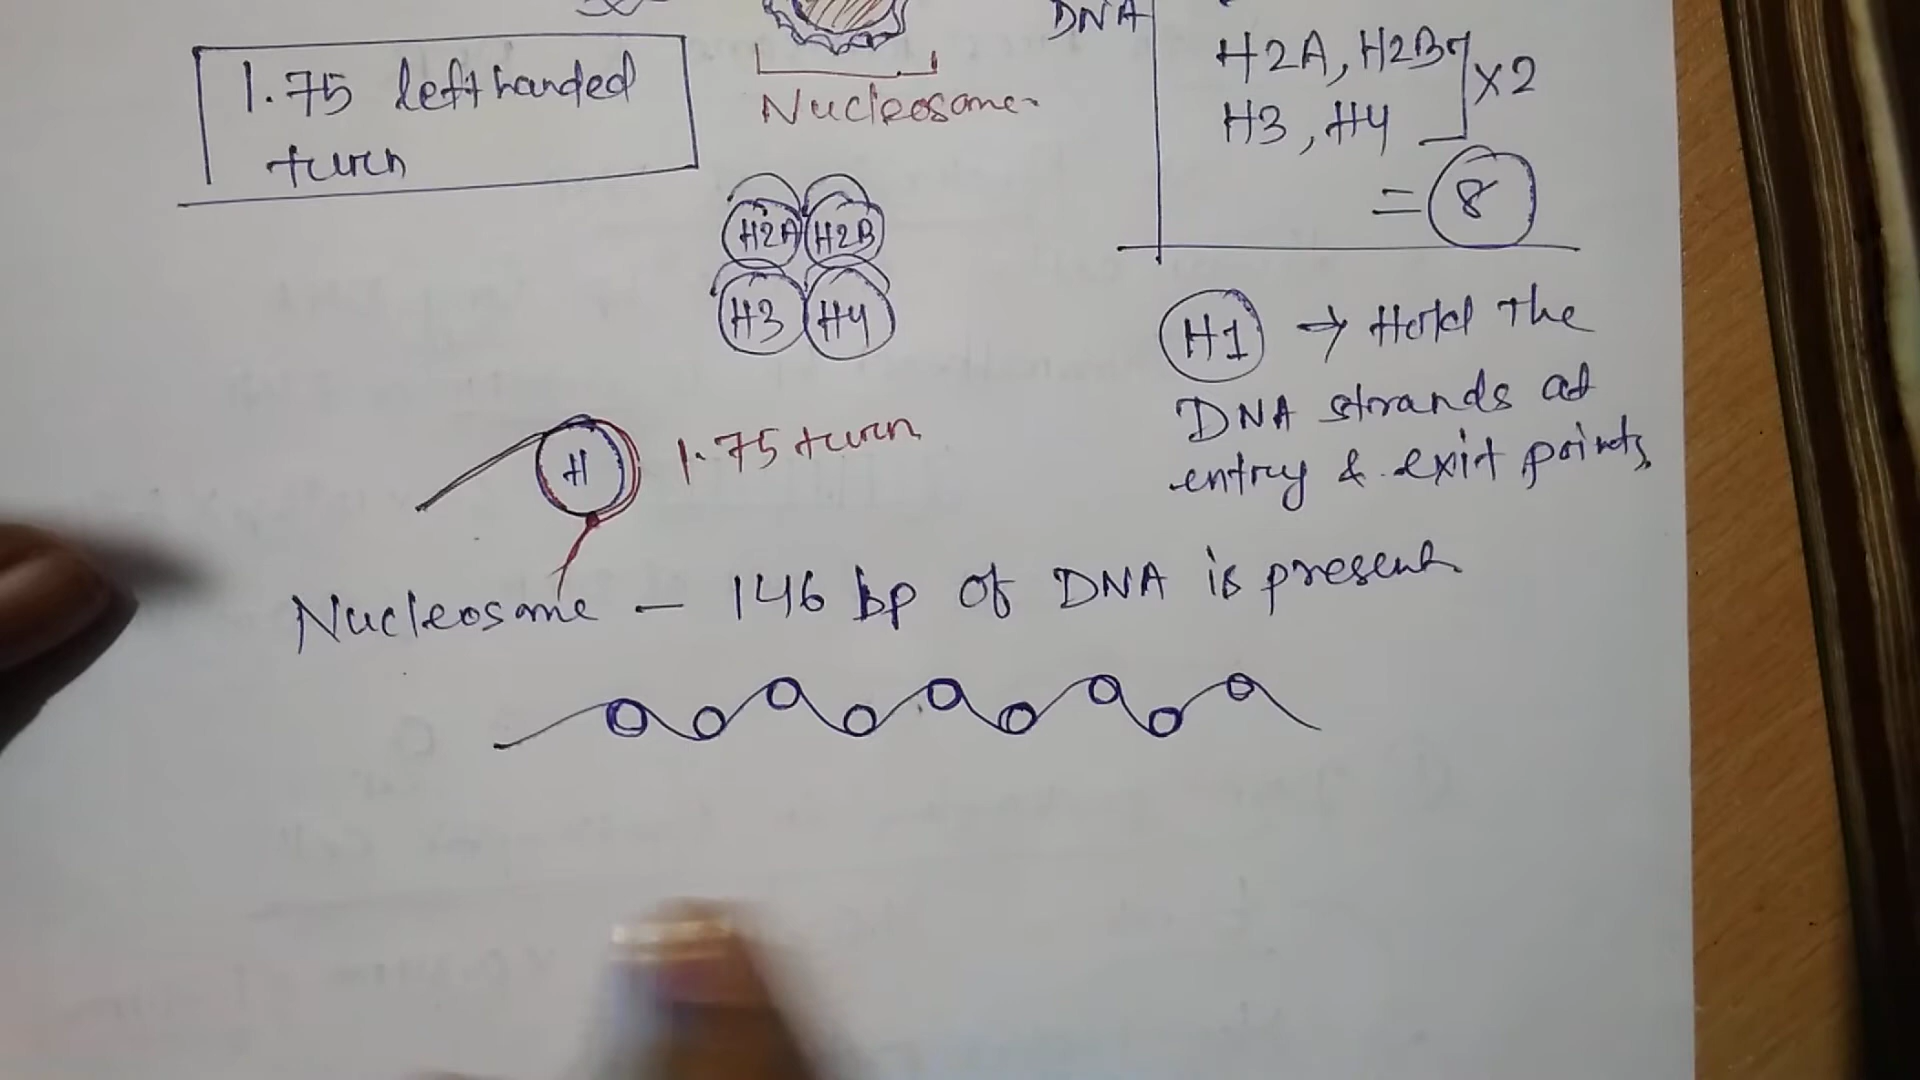 1.75 left handed
turn
Nucleosome
DNA
H2A, H2B
H3, H4
x2
= 8
H2A H2B
H3 H4
H1 → Hold the
DNA strands at
entry & exit points
H
1.75 turn
Nucleosome - 146 bp of DNA is present